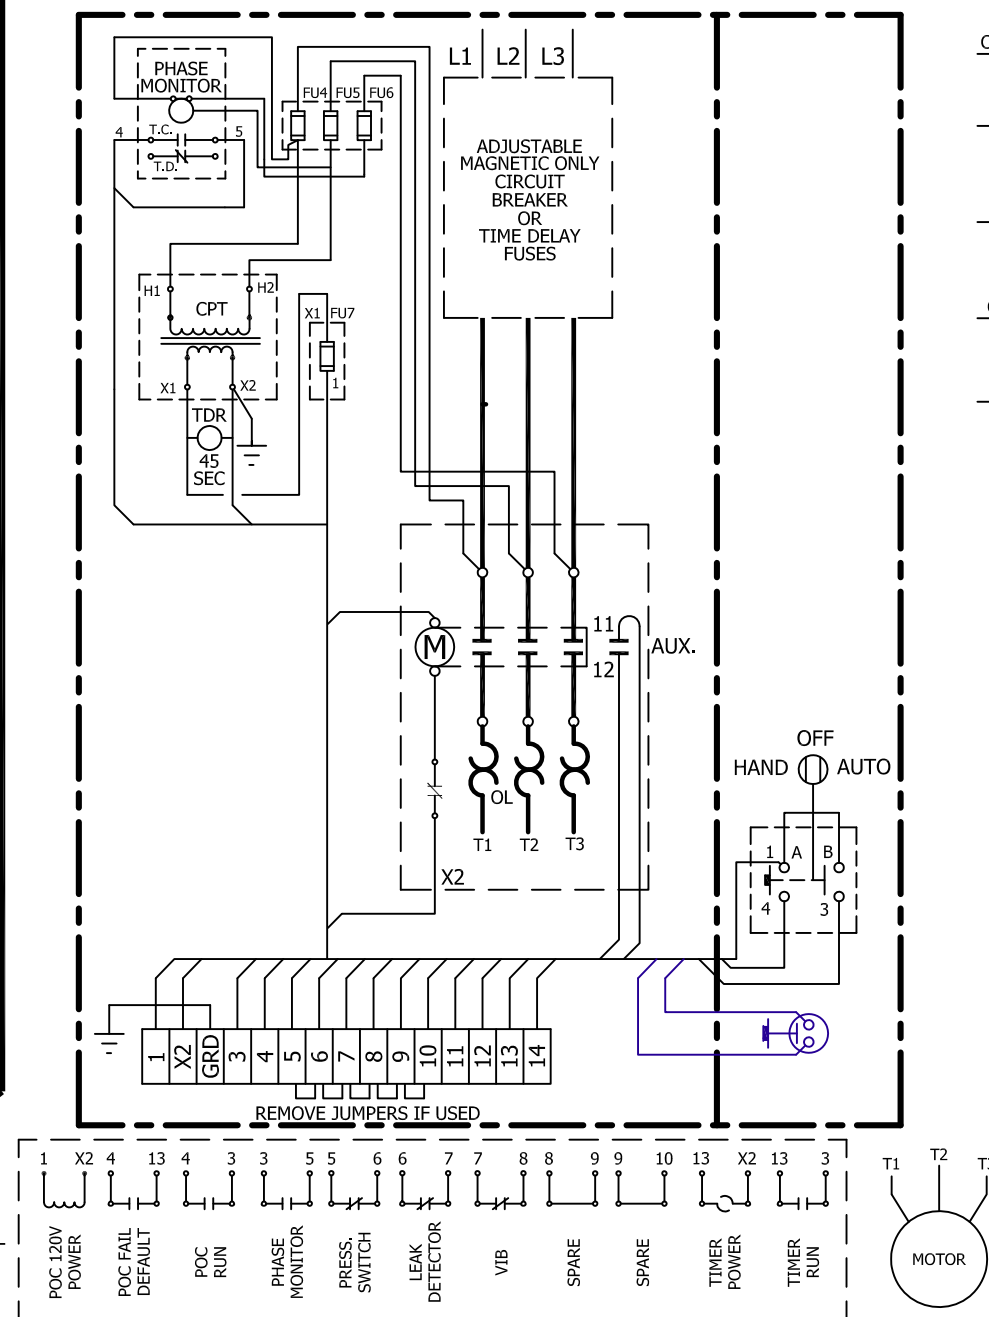 L1 L2 L3
PHASE
MONITOR
FU4 FU5 FU6
4 T.C. 5
T.D.
ADJUSTABLE
MAGNETIC ONLY
CIRCUIT
BREAKER
OR
TIME DELAY
FUSES
H1 H2
CPT
X1 FU7
1
X1 X2
TDR
45
SEC
11
M
AUX.
12
OL
T1 T2 T3
X2
OFF
HAND AUTO
1 A B
4 3
1 X2 GRD 3 4 5 6 7 8 9 10 11 12 13 14
REMOVE JUMPERS IF USED
1 X2 4 13 4 3 3 5 5 6 6 7 7 8 8 9 9 10 13 X2 13 3
POC 120V
POWER
POC FAIL
DEFAULT
POC
RUN
PHASE
MONITOR
PRESS.
SWITCH
LEAK
DETECTOR
VIB
SPARE
SPARE
TIMER
POWER
TIMER
RUN
T1 T2
MOTOR